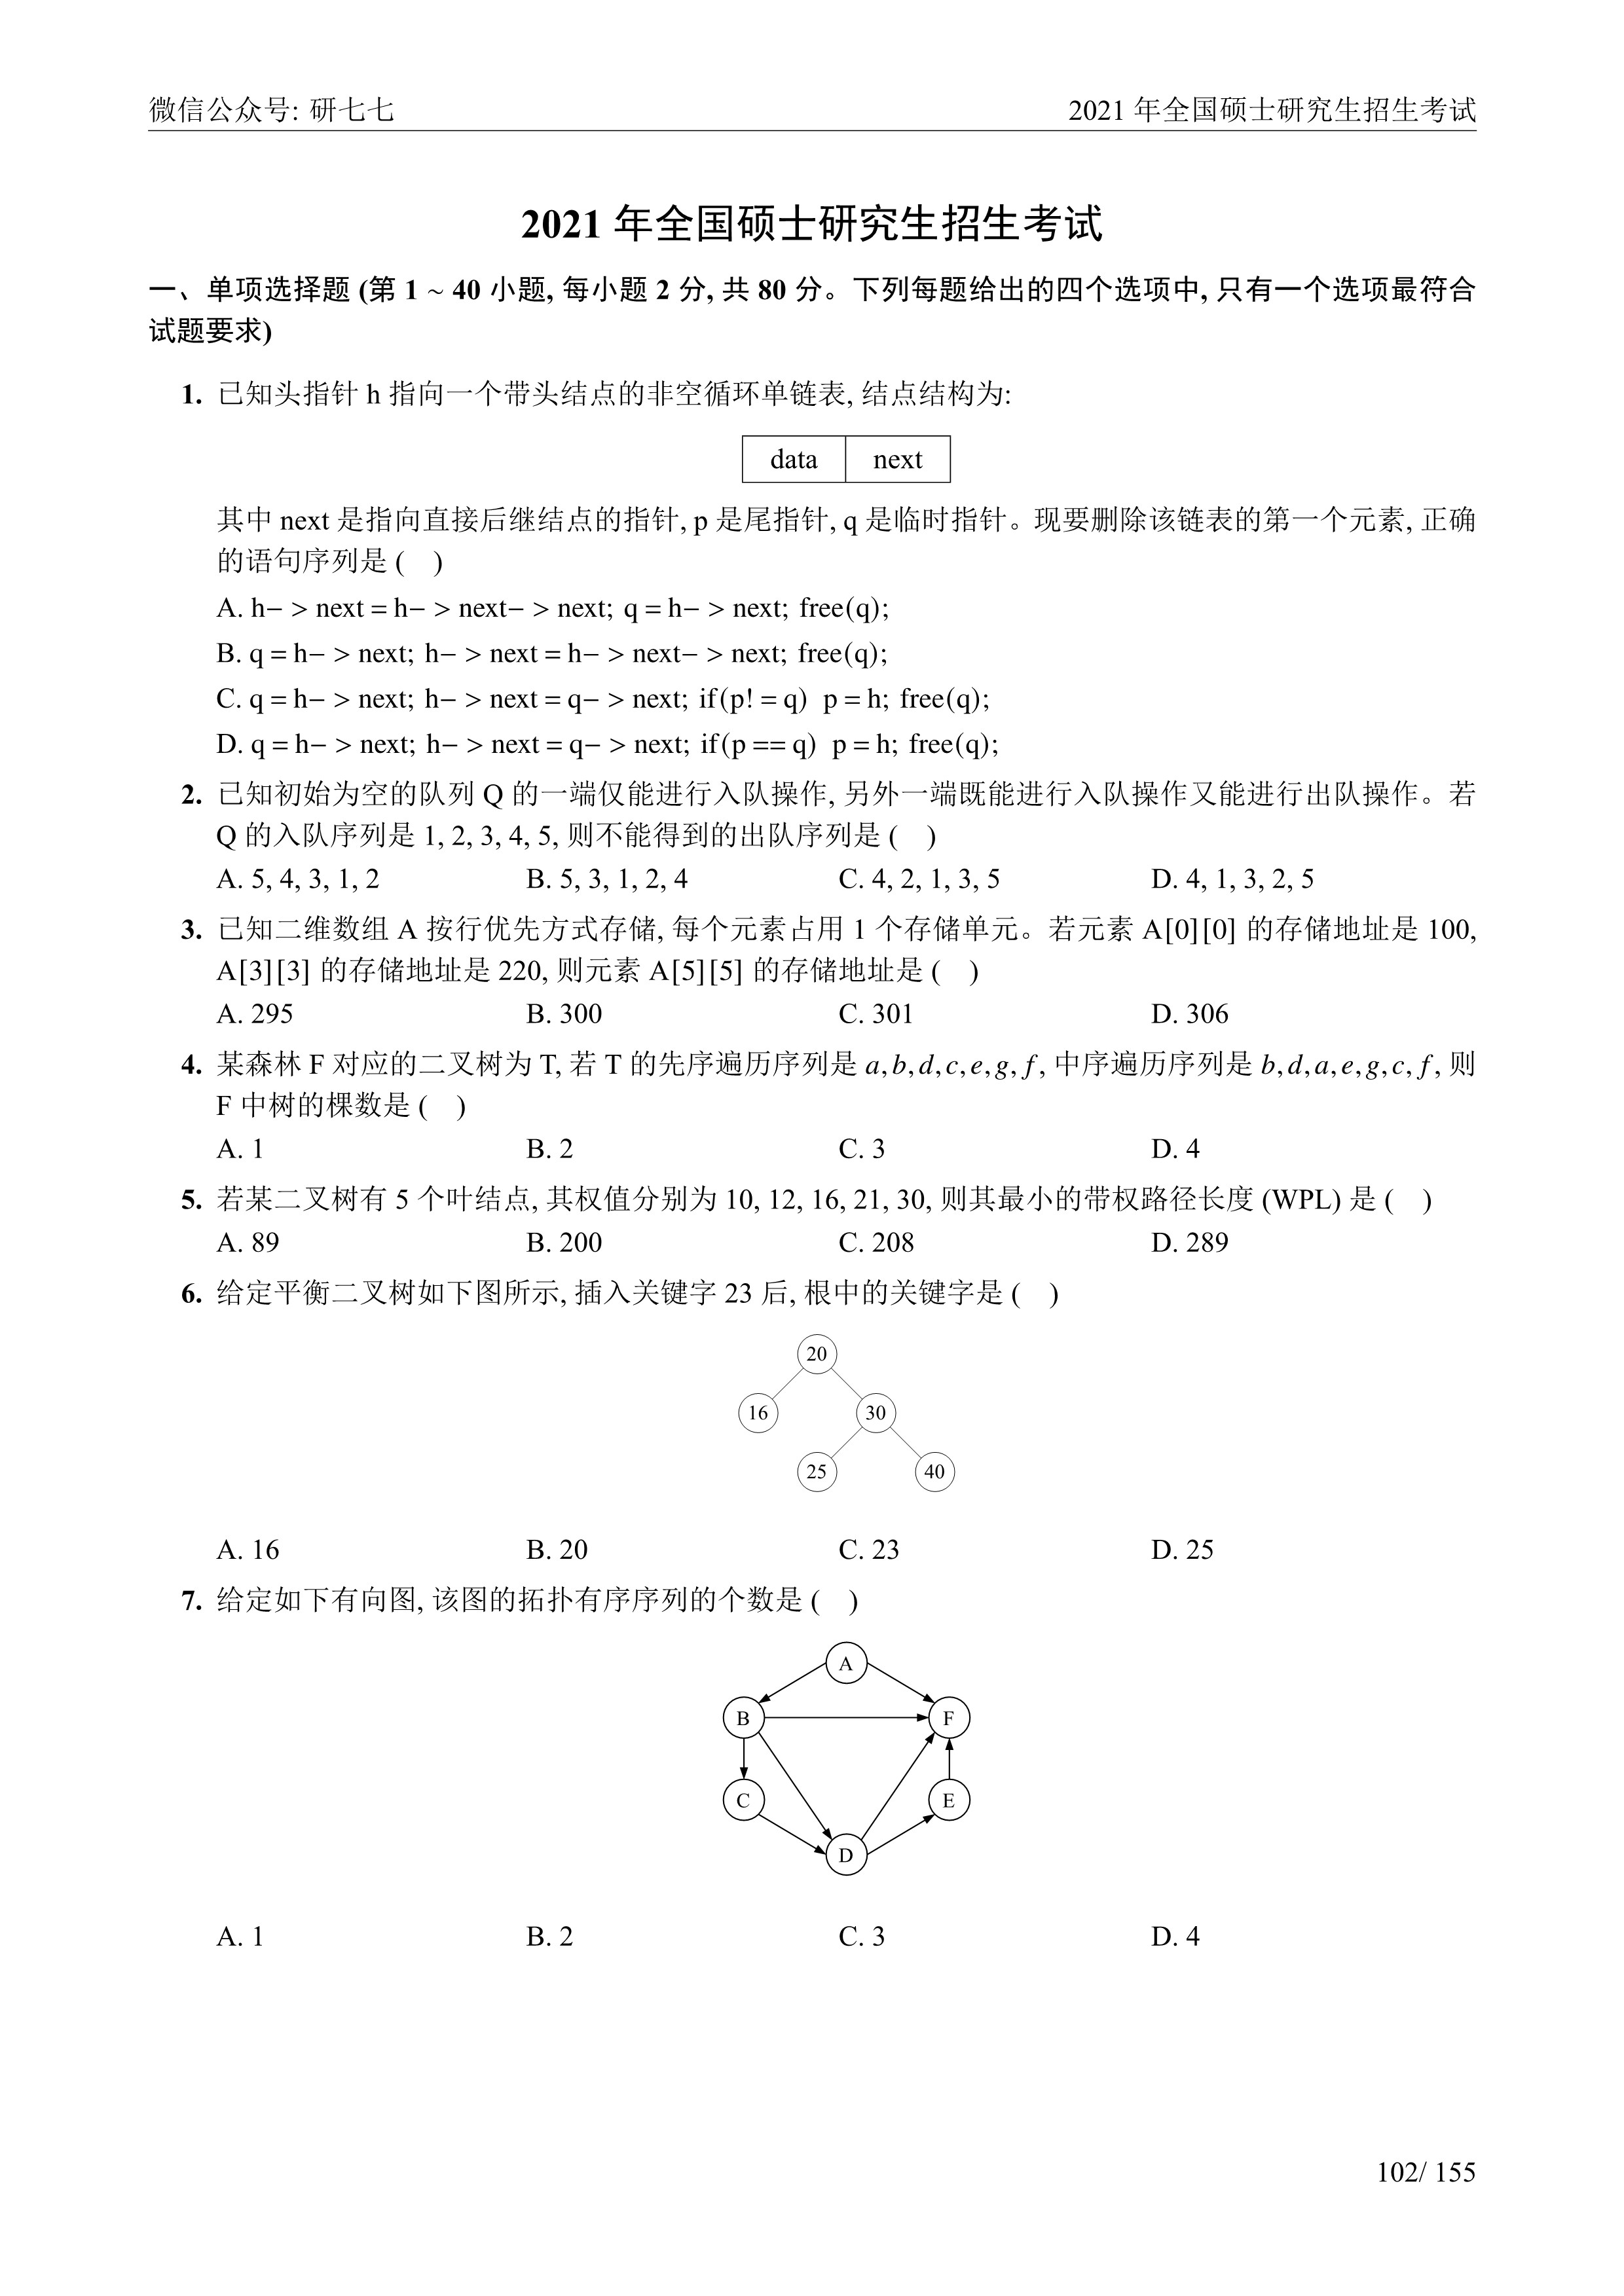 微信公众号: 研七七
2021 年全国硕士研究生招生考试
2021 年全国硕士研究生招生考试
一、单项选择题 (第 1 ~ 40 小题, 每小题 2 分, 共 80 分。下列每题给出的四个选项中, 只有一个选项最符合
试题要求)
1. 已知头指针 h 指向一个带头结点的非空循环单链表, 结点结构为:
data next
其中 next 是指向直接后继结点的指针, p 是尾指针, q 是临时指针。现要删除该链表的第一个元素, 正确
的语句序列是 ( )
A. h− > next = h− > next− > next; q = h− > next; free(q);
B. q = h− > next; h− > next = h− > next− > next; free(q);
C. q = h− > next; h− > next = q− > next; if(p! = q) p = h; free(q);
D. q = h− > next; h− > next = q− > next; if(p == q) p = h; free(q);
2. 已知初始为空的队列 Q 的一端仅能进行入队操作, 另外一端既能进行入队操作又能进行出队操作。若
Q 的入队序列是 1, 2, 3, 4, 5, 则不能得到的出队序列是 ( )
A. 5, 4, 3, 1, 2 B. 5, 3, 1, 2, 4 C. 4, 2, 1, 3, 5 D. 4, 1, 3, 2, 5
3. 已知二维数组 A 按行优先方式存储, 每个元素占用 1 个存储单元。若元素 A[0][0] 的存储地址是 100,
A[3][3] 的存储地址是 220, 则元素 A[5][5] 的存储地址是 ( )
A. 295 B. 300 C. 301 D. 306
4. 某森林 F 对应的二叉树为 T, 若 T 的先序遍历序列是 a,b,d,c,e,g,f, 中序遍历序列是 b,d,a,e,g,c,f, 则
F 中树的棵数是 ( )
A. 1 B. 2 C. 3 D. 4
5. 若某二叉树有 5 个叶结点, 其权值分别为 10, 12, 16, 21, 30, 则其最小的带权路径长度 (WPL) 是 ( )
A. 89 B. 200 C. 208 D. 289
6. 给定平衡二叉树如下图所示, 插入关键字 23 后, 根中的关键字是 ( )
20
16 30
25 40
A. 16 B. 20 C. 23 D. 25
7. 给定如下有向图, 该图的拓扑有序序列的个数是 ( )
A
B F
C E
D
A. 1 B. 2 C. 3 D. 4
102/ 155